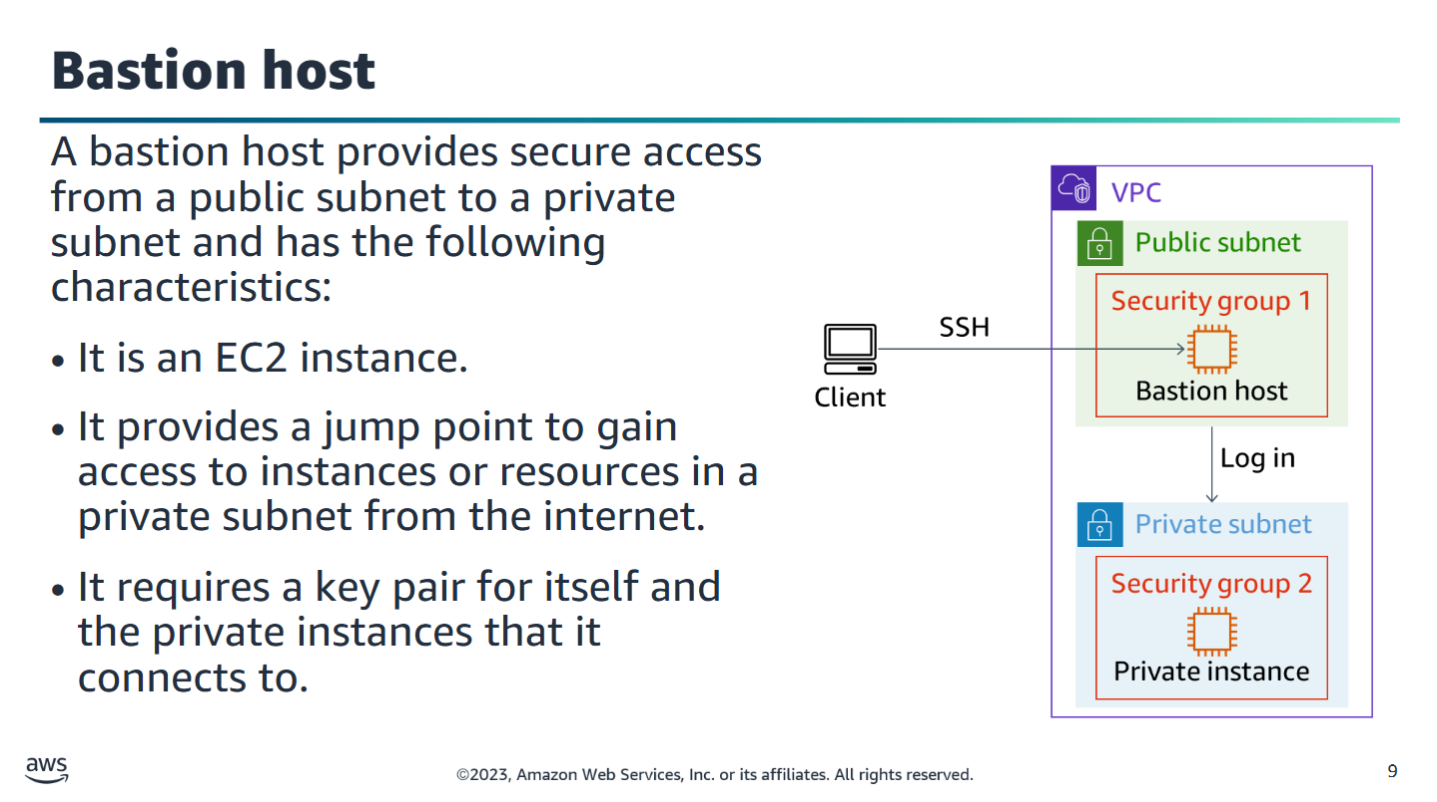 Bastion host
A bastion host provides secure access
from a public subnet to a private
subnet and has the following
characteristics:
• It is an EC2 instance.
• It provides a jump point to gain
access to instances or resources in a
private subnet from the internet.
• It requires a key pair for itself and
the private instances that it
connects to.
VPC
Public subnet
Security group 1
SSH
Bastion host
Client
Log in
Private subnet
Security group 2
Private instance
aws
©2023, Amazon Web Services, Inc. or its affiliates. All rights reserved.
9